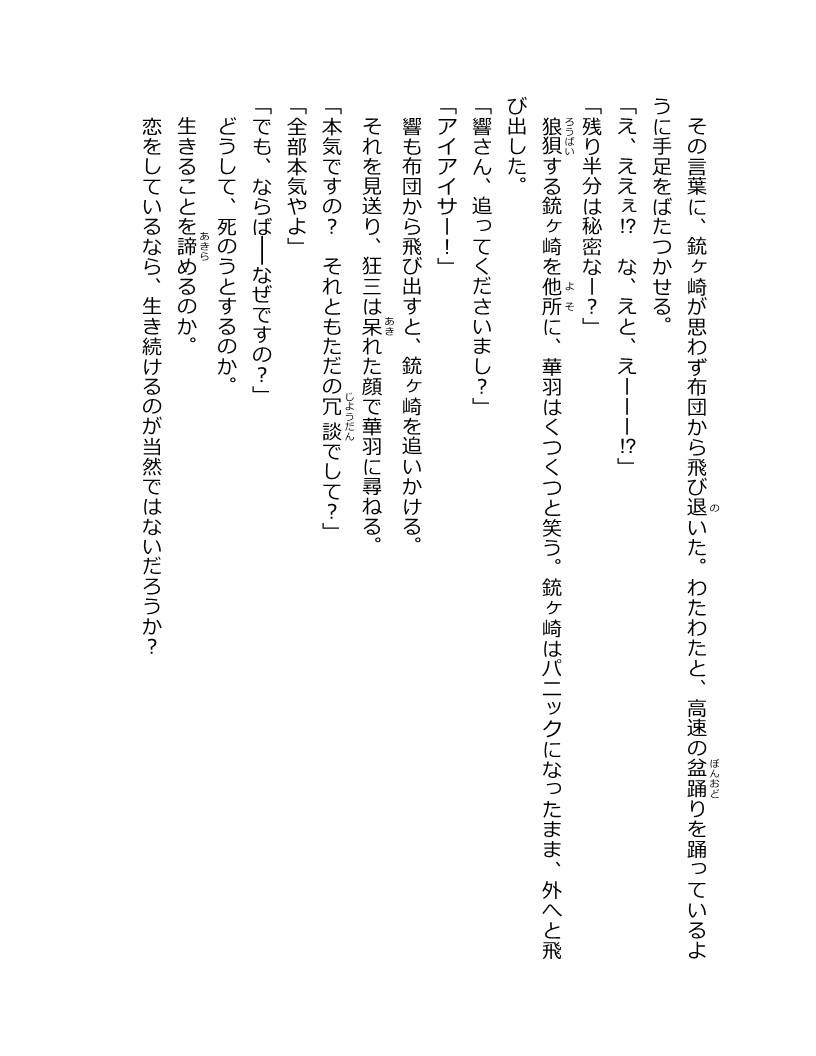 その言葉に、銃ヶ崎が思わず布団から飛び退いた。わたわたと、高速の盆踊りを踊っているよ
うに手足をばたつかせる。
「え、ええぇ!? な、えと、えーーー!?」
「残り半分は秘密なー？」
狼狽する銃ヶ崎を他所に、華羽はくつくつと笑う。銃ヶ崎はパニックになったまま、外へと飛
び出した。
「響さん、追ってくださいまし？」
「アイアイサー！」
響も布団から飛び出すと、銃ヶ崎を追いかける。
それを見送り、狂三は呆れた顔で華羽に尋ねる。
「本気ですの？　それともただの冗談でして？」
「全部本気やよ」
「でも、ならば――なぜですの？」
どうして、死のうとするのか。
生きることを諦めるのか。
恋をしているなら、生き続けるのが当然ではないだろうか？